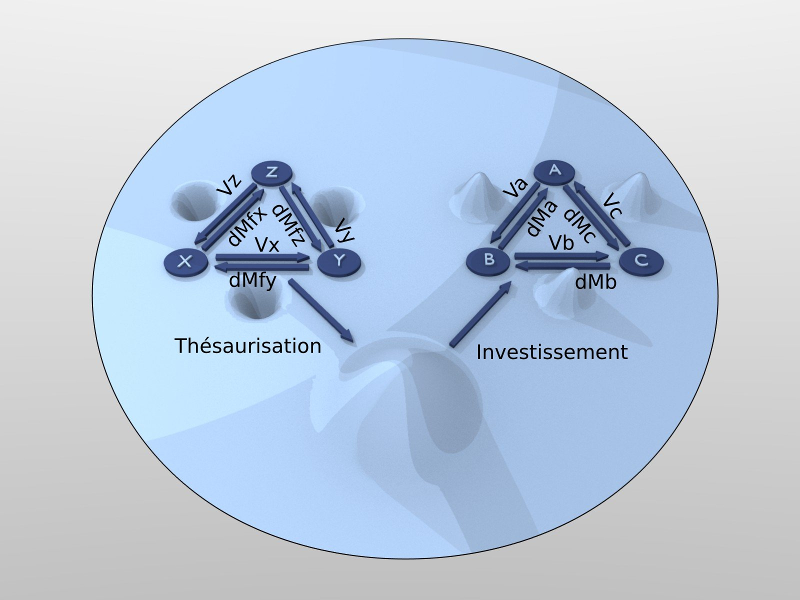 Z
Vz
dMfx
dMfz
Vy
X
Vx
Y
dMfy
Thésaurisation
A
Va
dMa
dMc
Vc
B
Vb
C
dMb
Investissement